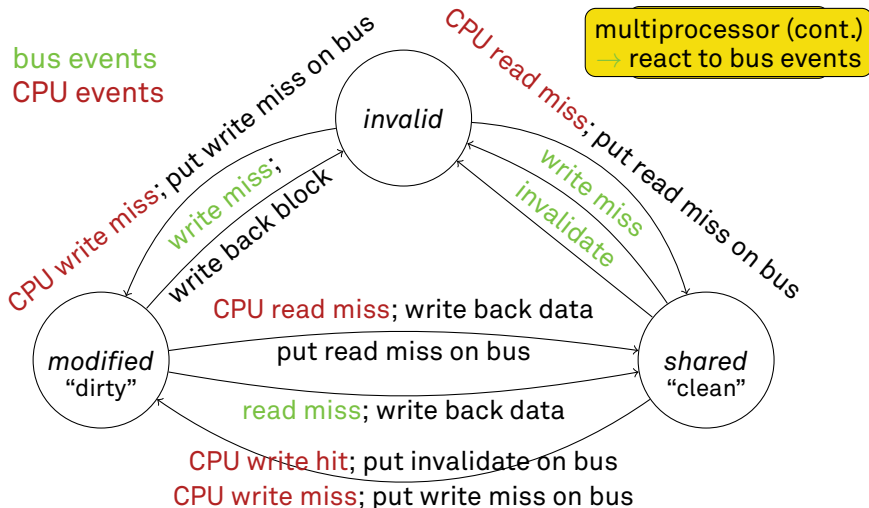 bus events
CPU events
multiprocessor (cont.)
→ react to bus events
invalid
CPU write miss; put write miss on bus
write miss;
write back block
CPU read miss; put read miss on bus
write miss
invalidate
modified
“dirty”
shared
“clean”
CPU read miss; write back data
put read miss on bus
read miss; write back data
CPU write hit; put invalidate on bus
CPU write miss; put write miss on bus